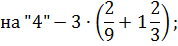 на "4" − 3 · (2/9 + 1 2/3) ;